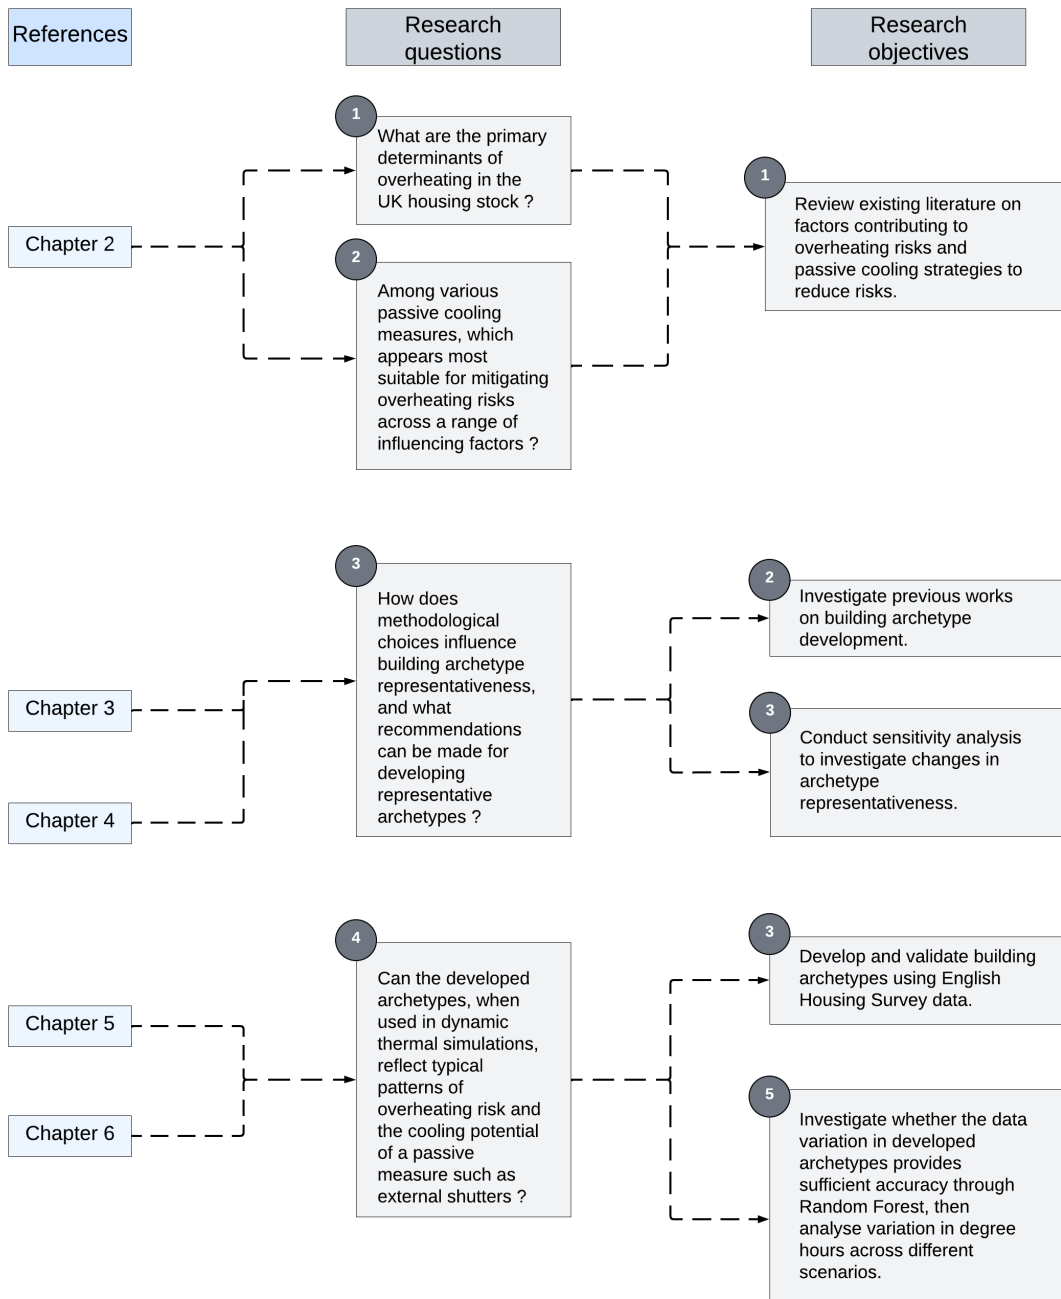 References
Research
questions
Research
objectives
1
What are the primary
determinants of
overheating in the
UK housing stock ?
1
Review existing literature on
factors contributing to
overheating risks and
passive cooling strategies to
reduce risks.
Chapter 2
2
Among various
passive cooling
measures, which
appears most
suitable for mitigating
overheating risks
across a range of
influencing factors ?
3
How does
methodological
choices influence
building archetype
representativeness,
and what
recommendations
can be made for
developing
representative
archetypes ?
2
Investigate previous works
on building archetype
development.
Chapter 3
3
Conduct sensitivity analysis
to investigate changes in
archetype
representativeness.
Chapter 4
4
Can the developed
archetypes, when
used in dynamic
thermal simulations,
reflect typical
patterns of
overheating risk and
the cooling potential
of a passive
measure such as
external shutters ?
3
Develop and validate building
archetypes using English
Housing Survey data.
Chapter 5
Chapter 6
5
Investigate whether the data
variation in developed
archetypes provides
sufficient accuracy through
Random Forest, then
analyse variation in degree
hours across different
scenarios.